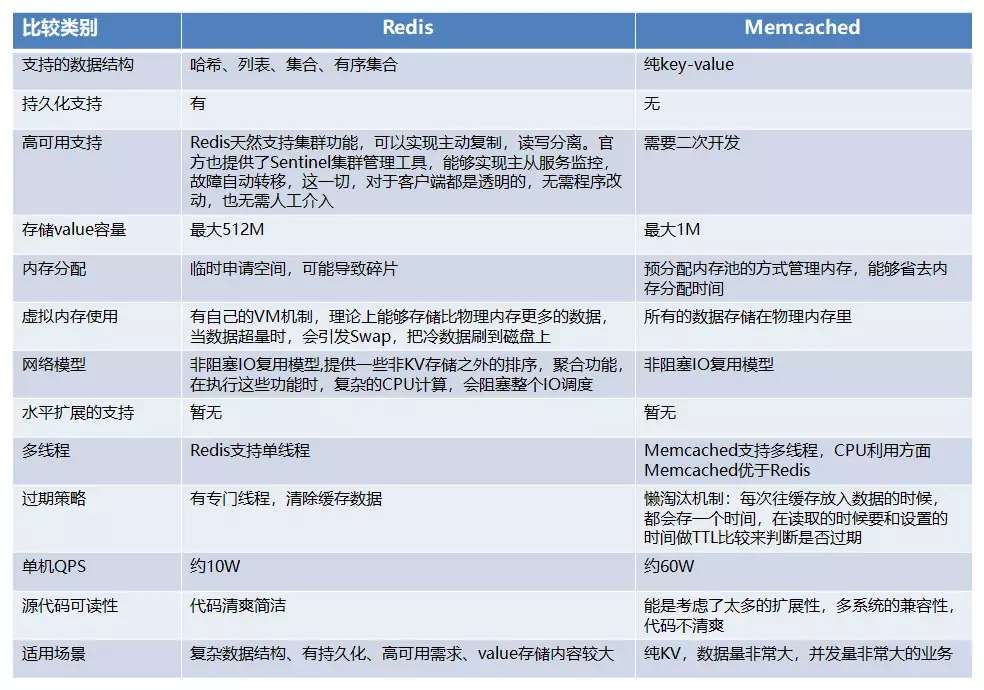 比较类别
Redis
Memcached
支持的数据结构
哈希、列表、集合、有序集合
纯key-value
持久化支持
有
无
高可用支持
Redis天然支持集群功能，可以实现主动复制，读写分离。官
方也提供了Sentinel集群管理工具，能够实现主从服务监控，
故障自动转移，这一切，对于客户端都是透明的，无需程序改
动，也无需人工介入
需要二次开发
存储value容量
最大512M
最大1M
内存分配
临时申请空间，可能导致碎片
预分配内存池的方式管理内存，能够省去内
存分配时间
虚拟内存使用
有自己的VM机制，理论上能够存储比物理内存更多的数据，
当数据超量时，会引发Swap，把冷数据刷到磁盘上
所有的数据存储在物理内存里
网络模型
非阻塞IO复用模型,提供一些非KV存储之外的排序，聚合功能，
在执行这些功能时，复杂的CPU计算，会阻塞整个IO调度
非阻塞IO复用模型
水平扩展的支持
暂无
暂无
多线程
Redis支持单线程
Memcached支持多线程，CPU利用方面
Memcached优于Redis
过期策略
有专门线程，清除缓存数据
懒淘汰机制：每次往缓存放入数据的时候，
都会存一个时间，在读取的时候要和设置的
时间做TTL比较来判断是否过期
单机QPS
约10W
约60W
源代码可读性
代码清爽简洁
能是考虑了太多的扩展性，多系统的兼容性，
代码不清爽
适用场景
复杂数据结构、有持久化、高可用需求、value存储内容较大
纯KV，数据量非常大，并发量非常大的业务